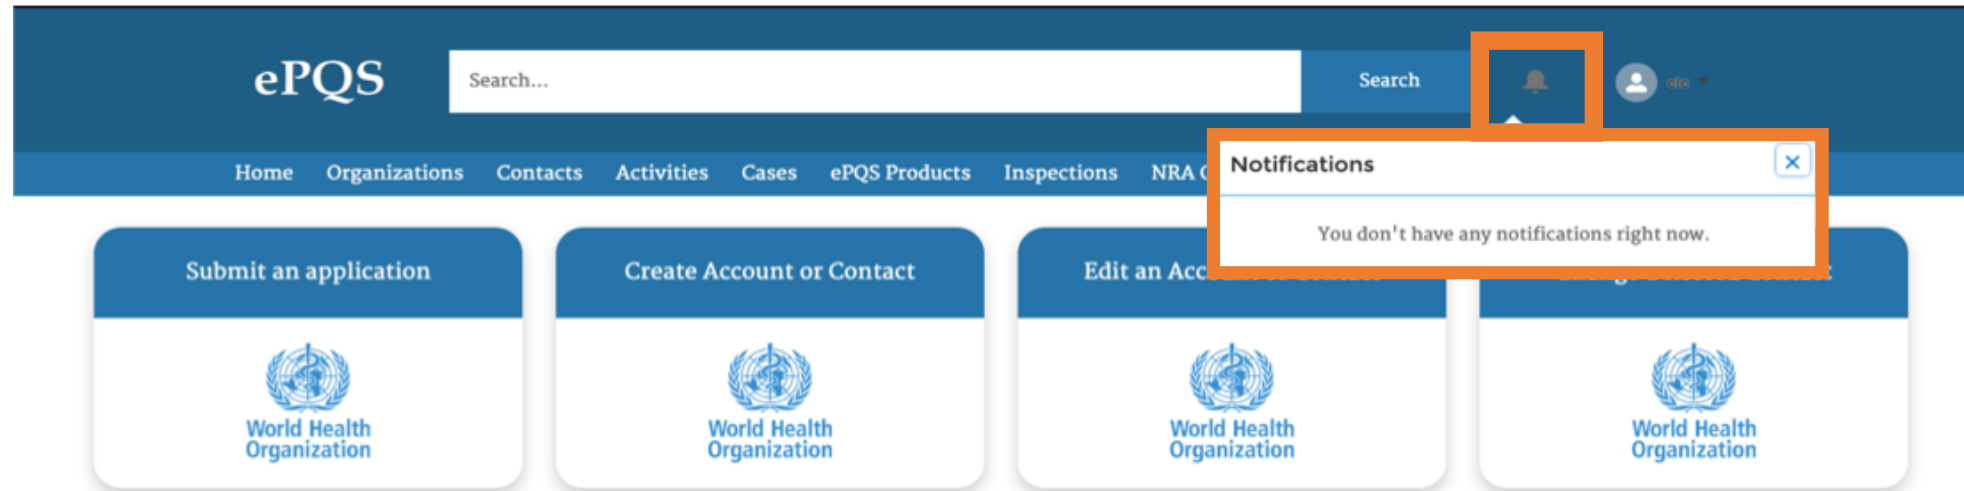 ePQS
Search...
Search
Home Organizations Contacts Activities Cases ePQS Products Inspections NRA
Notifications
You don't have any notifications right now.
Submit an application
Create Account or Contact
Edit an
World Health
Organization
World Health
Organization
World Health
Organization
World Health
Organization